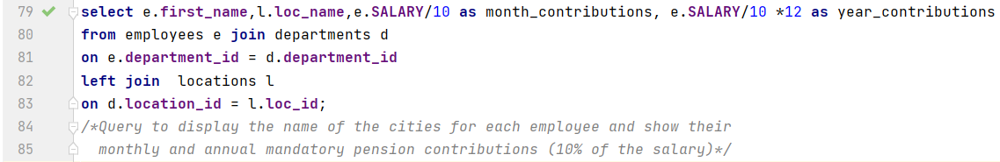 79 select e.first_name,l.loc_name,e.SALARY/10 as month_contributions, e.SALARY/10 *12 as year_contributions
80 from employees e join departments d
81 on e.department_id = d.department_id
82 left join  locations l
83 on d.location_id = l.loc_id;
84 /*Query to display the name of the cities for each employee and show their
85   monthly and annual mandatory pension contributions (10% of the salary)*/